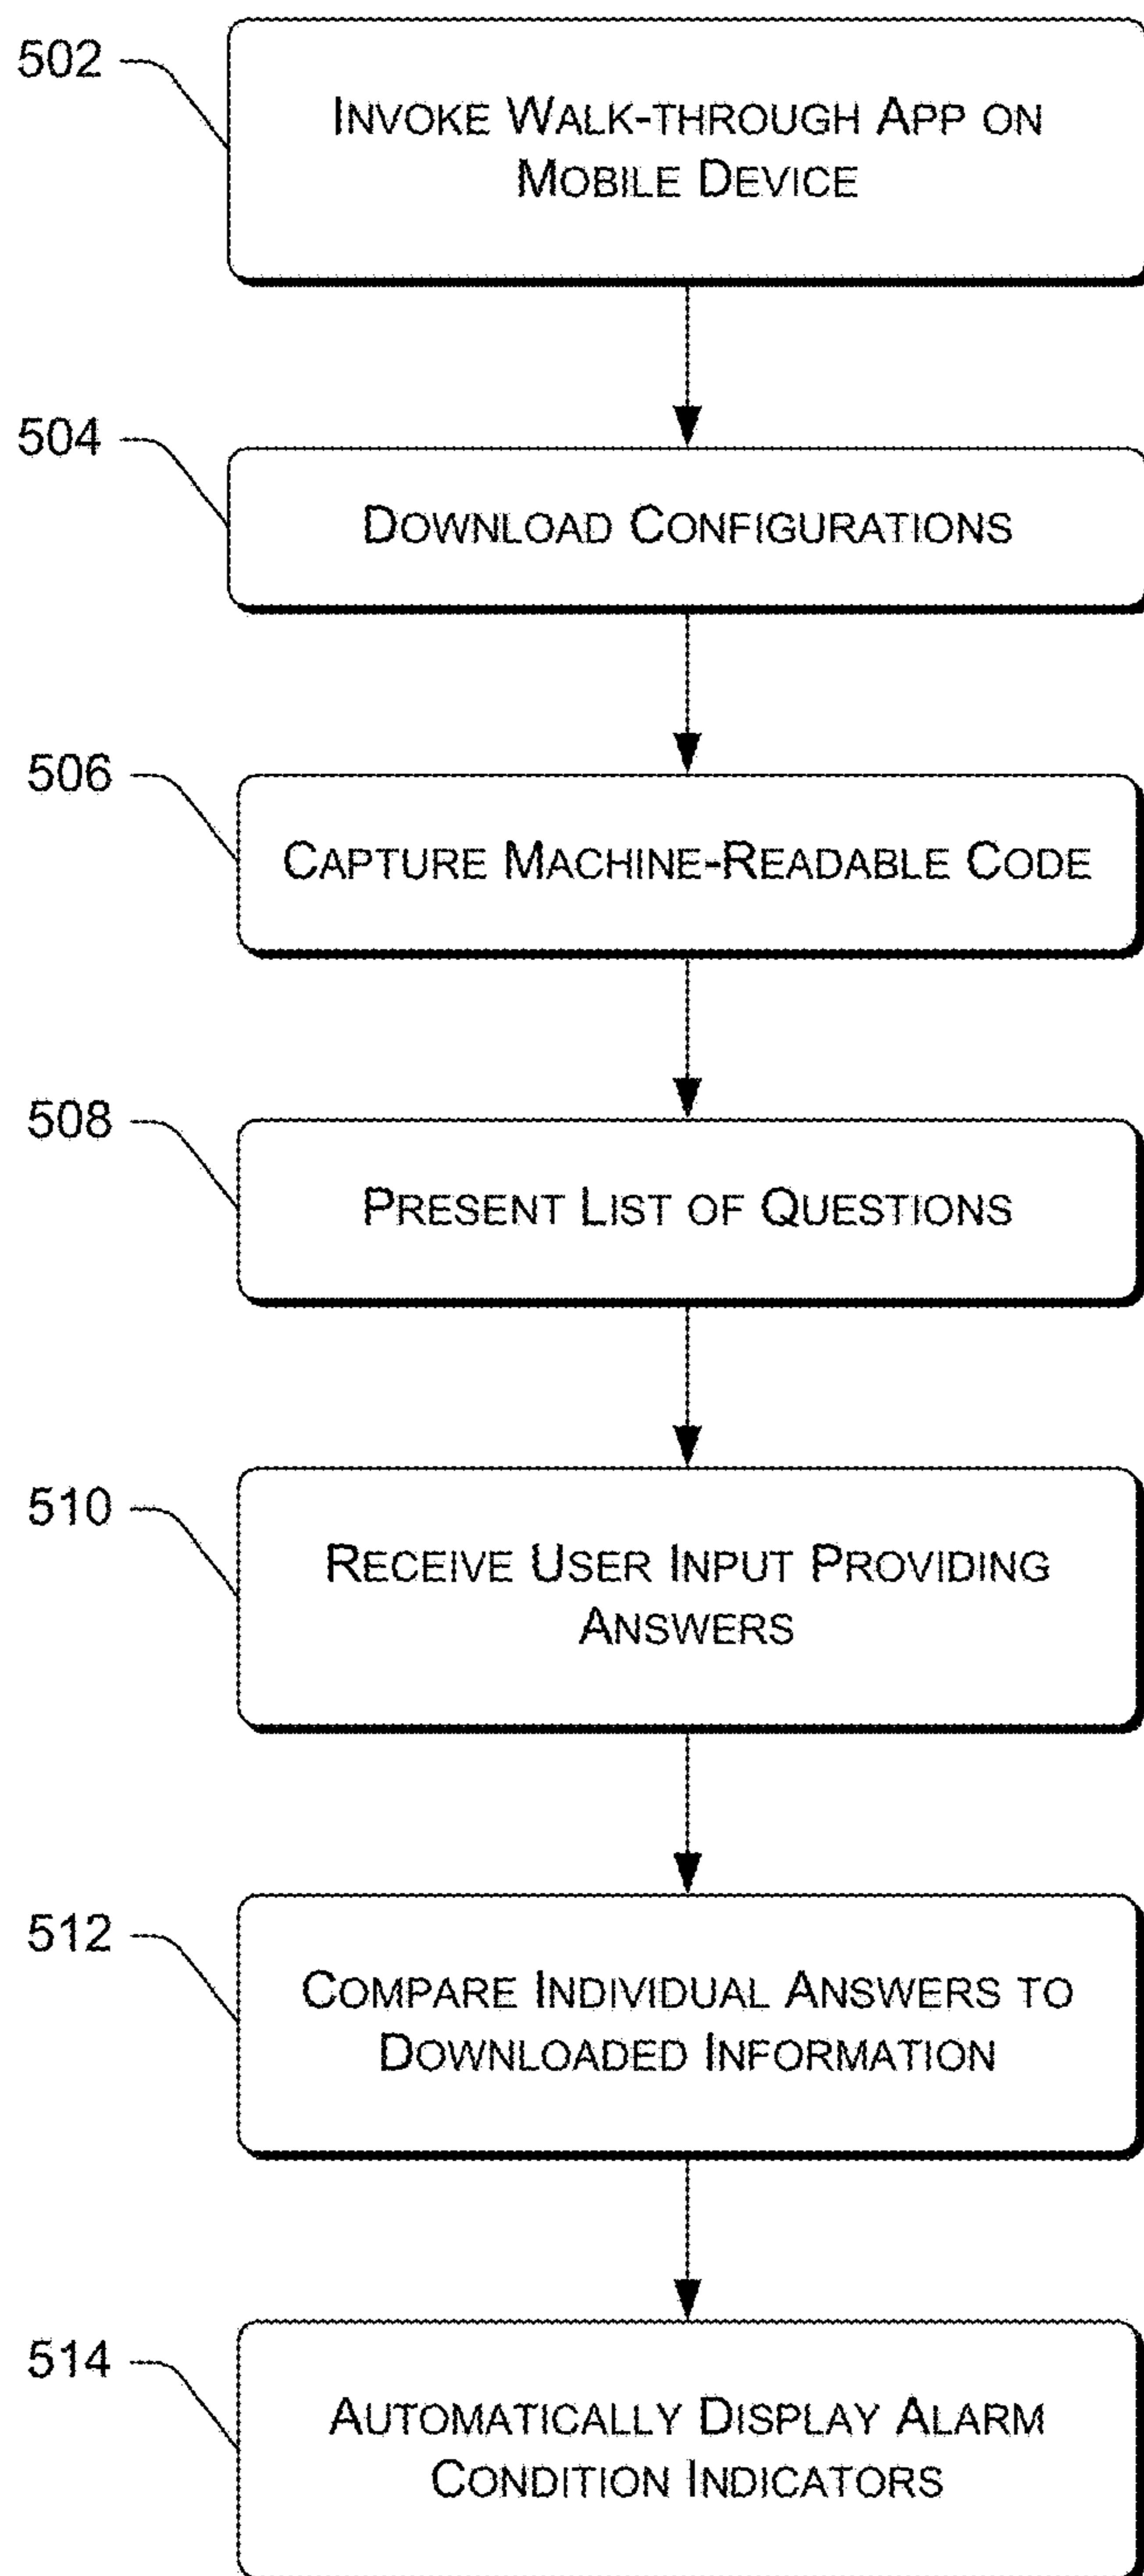 502
INVOKE WALK-THROUGH APP ON
MOBILE DEVICE
504
DOWNLOAD CONFIGURATIONS
506
CAPTURE MACHINE-READABLE CODE
508
PRESENT LIST OF QUESTIONS
510
RECEIVE USER INPUT PROVIDING
ANSWERS
512
COMPARE INDIVIDUAL ANSWERS TO
DOWNLOADED INFORMATION
514
AUTOMATICALLY DISPLAY ALARM
CONDITION INDICATORS